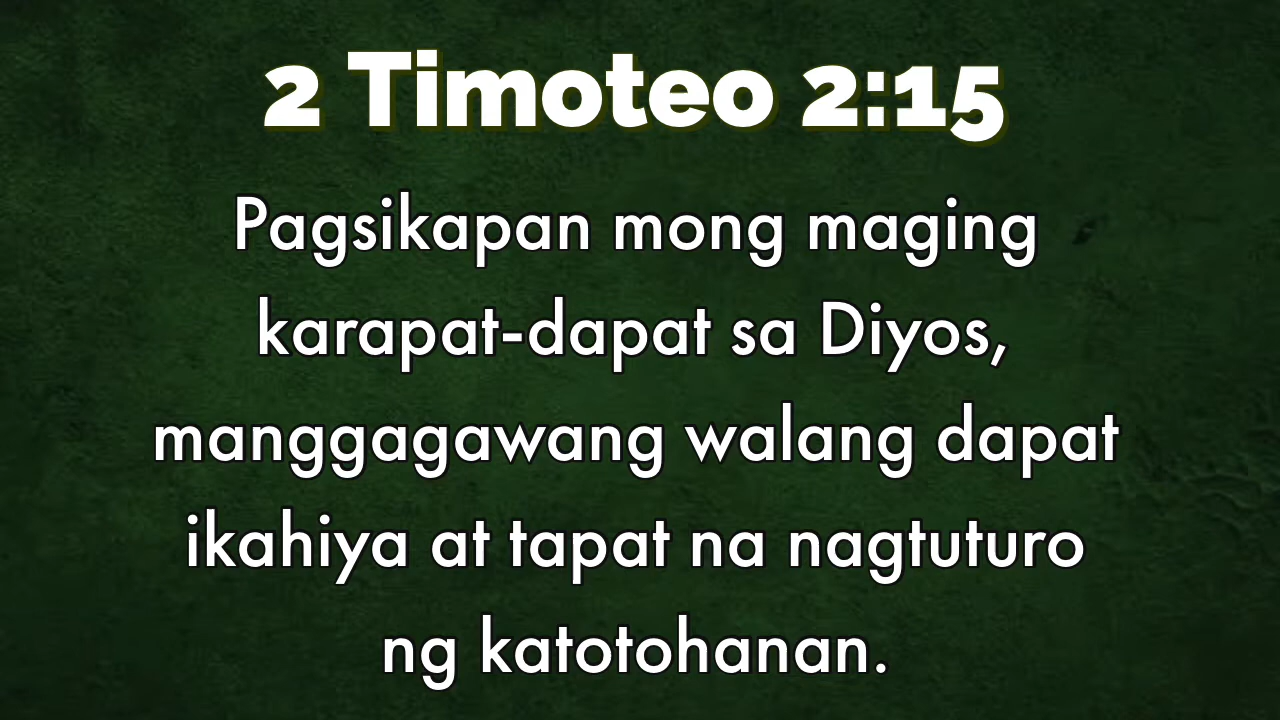 2 Timoteo 2:15
Pagsikapan mong maging
karapat-dapat sa Diyos,
manggagawang walang dapat
ikahiya at tapat na nagtuturo
ng katotohanan.